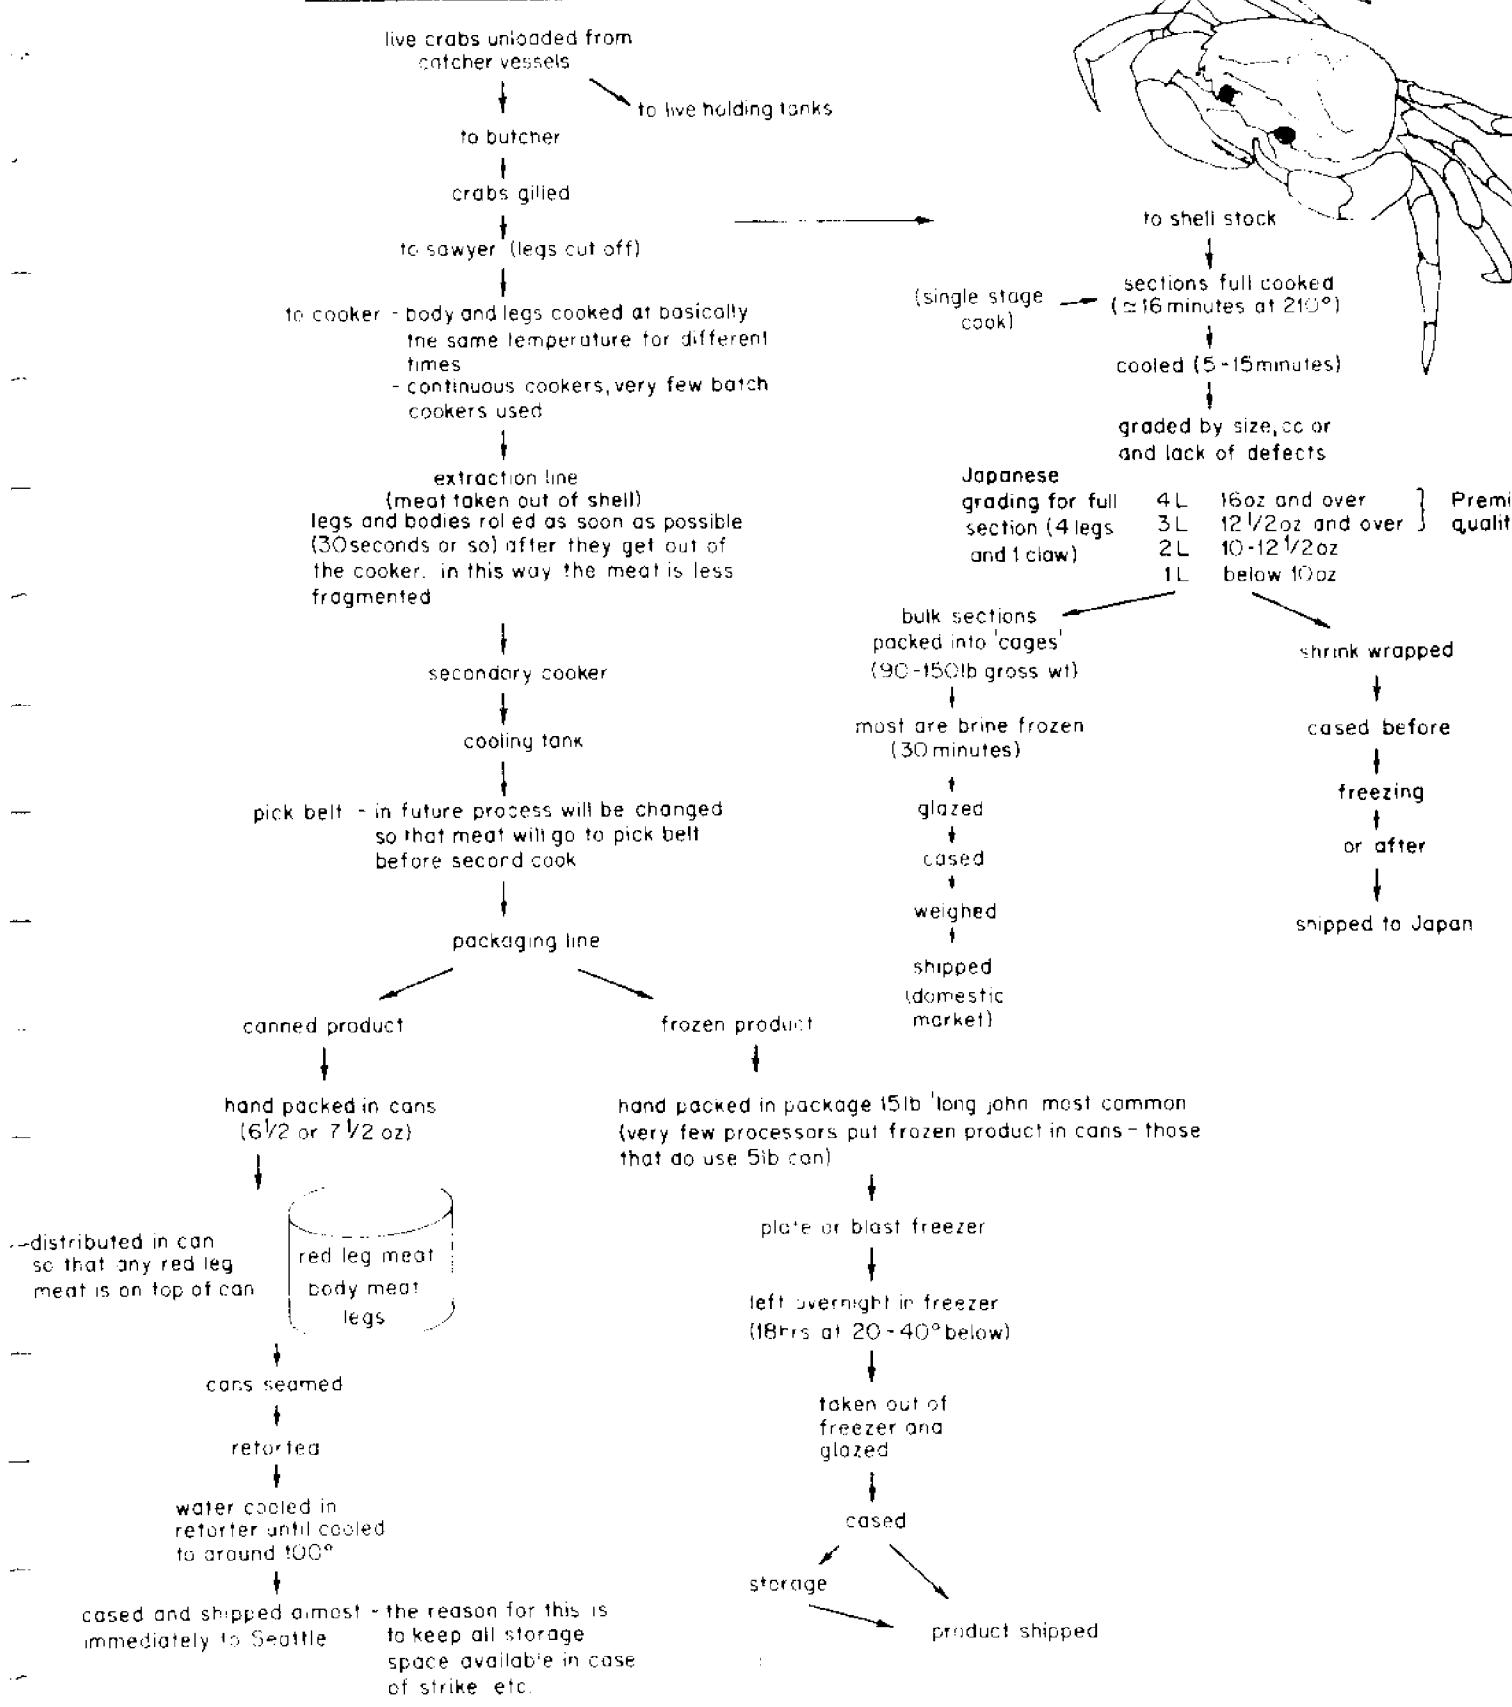 live crabs unloaded from
catcher vessels
to live holding tanks
to butcher
crabs gilled
to sawyer (legs cut off)
to cooker - body and legs cooked at basically
the same temperature for different
times
- continuous cookers, very few batch
cookers used
extraction line
(meat taken out of shell)
legs and bodies rol ed as soon as possible
(30 seconds or so) after they get out of
the cooker. in this way the meat is less
fragmented
secondary cooker
cooling tank
pick belt - in future process will be changed
so that meat will go to pick belt
before second cook
packaging line
canned product
hand packed in cans
(6 1/2 or 7 1/2 oz)
- distributed in can
so that any red leg
meat is on top of can
red leg meat
body meat
legs
cans seamed
retorted
water cooled in
retorter until cooled
to around 100°
cased and shipped almost - the reason for this is
immediately to Seattle to keep all storage
space available in case
of strike etc.
frozen product
hand packed in package 15lb 'long john most common
(very few processors put frozen product in cans - those
that do use 5lb can)
plate or blast freezer
left overnight in freezer
(18hrs at 20-40° below)
taken out of
freezer and
glazed
cased
storage
product shipped
to shell stock
(single stage
cook)
sections full cooked
(≃16 minutes at 210°)
cooled (5-15 minutes)
graded by size, cc or
and lack of defects
Japanese
grading for full
section (4 legs
and 1 claw)
4L 16oz and over
3L 12 1/2oz and over
2L 10-12 1/2oz
1L below 10oz
Premi
qualit
bulk sections
packed into 'cages'
(90-150lb gross wt)
most are brine frozen
(30 minutes)
glazed
cased
weighed
shipped
(domestic
market)
shrink wrapped
cased before
freezing
or after
shipped to Japan